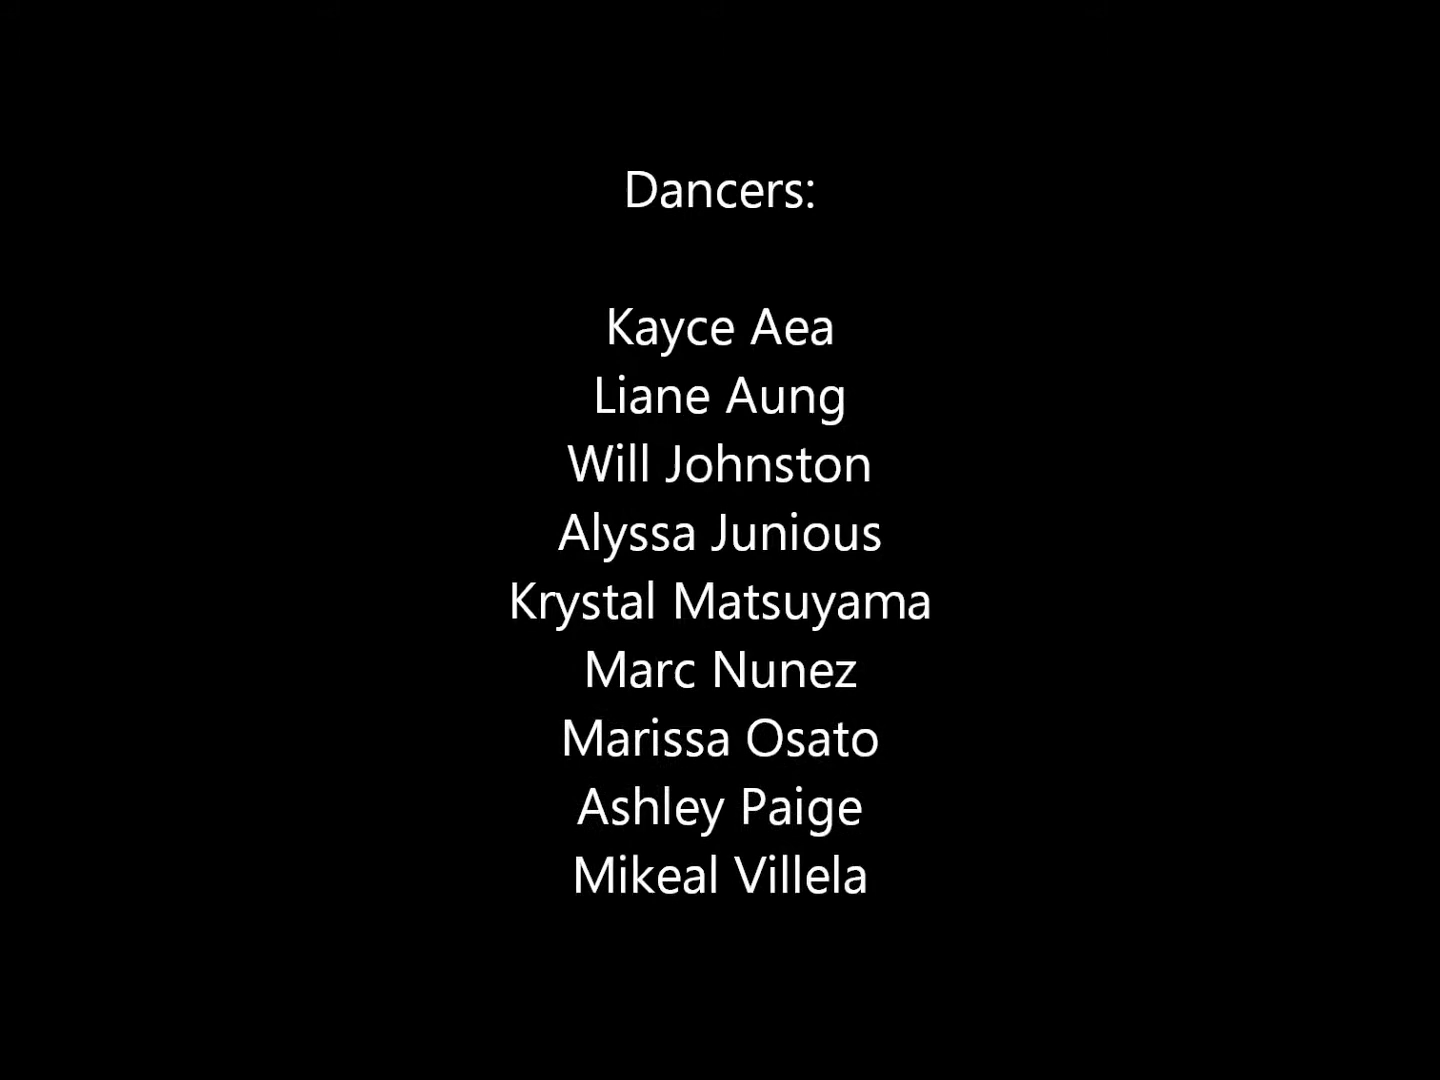 Dancers:
Kayce Aea
Liane Aung
Will Johnston
Alyssa Junious
Krystal Matsuyama
Marc Nunez
Marissa Osato
Ashley Paige
Mikeal Villela